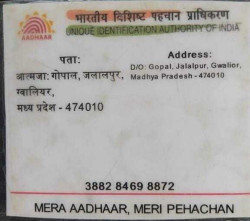 भारतीय विशिष्ट पहचान प्राधिकरण
AADHAAR
UNIQUE IDENTIFICATION AUTHORITY OF INDIA
पता:
आत्मजा: गोपाल, जलालपुर,
ग्वालियर,
मध्य प्रदेश - 474010
Address:
D/O: Gopal, Jalalpur, Gwalior,
Madhya Pradesh - 474010
3882 8469 8872
MERA AADHAAR, MERI PEHACHAN